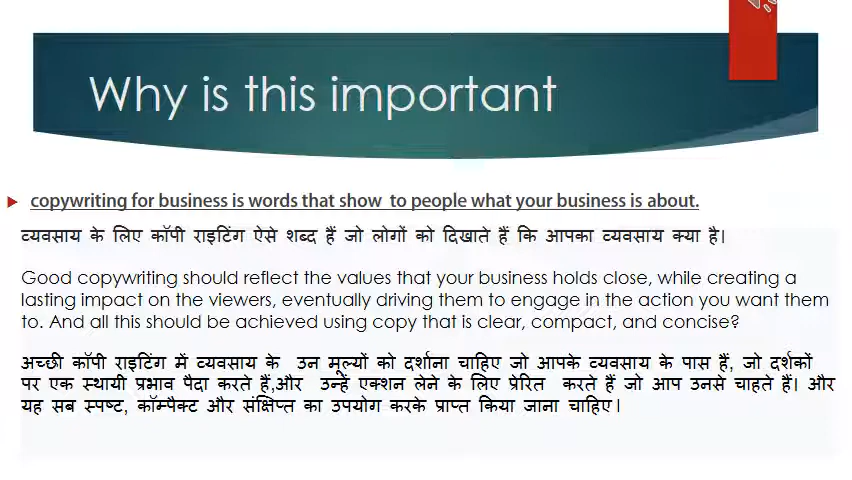 Why is this important
copywriting for business is words that show to people what your business is about.
व्यवसाय के लिए कॉपी राइटिंग ऐसे शब्द हैं जो लोगों को दिखाते हैं कि आपका व्यवसाय क्या है।
Good copywriting should reflect the values that your business holds close, while creating a
lasting impact on the viewers, eventually driving them to engage in the action you want them
to. And all this should be achieved using copy that is clear, compact, and concise?
अच्छी कॉपी राइटिंग में व्यवसाय के उन मूल्यों को दर्शाना चाहिए जो आपके व्यवसाय के पास हैं, जो दर्शकों
पर एक स्थायी प्रभाव पैदा करते हैं,और उन्हें एक्शन लेने के लिए प्रेरित करते हैं जो आप उनसे चाहते हैं। और
यह सब स्पष्ट, कॉम्पैक्ट और संक्षिप्त का उपयोग करके प्राप्त किया जाना चाहिए।